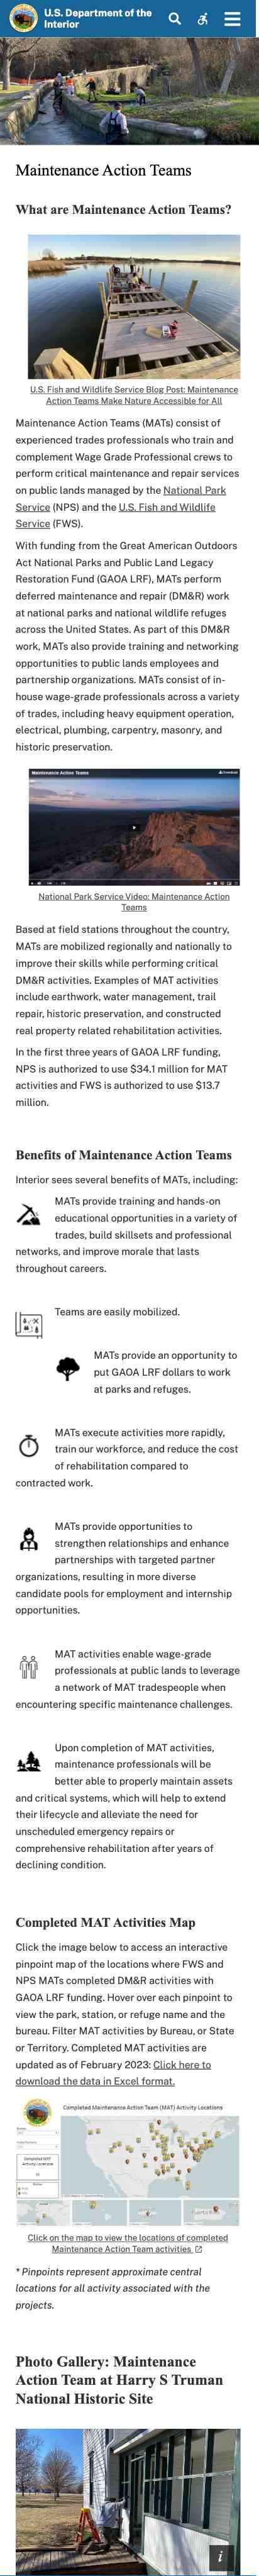 U.S. Department of the
Interior
Maintenance Action Teams
What are Maintenance Action Teams?
U.S. Fish and Wildlife Service Blog Post: Maintenance
Action Teams Make Nature Accessible for All
Maintenance Action Teams (MATs) consist of
experienced trades professionals who train and
complement Wage Grade Professional crews to
perform critical maintenance and repair services
on public lands managed by the National Park
Service (NPS) and the U.S. Fish and Wildlife
Service (FWS).
With funding from the Great American Outdoors
Act National Parks and Public Land Legacy
Restoration Fund (GAOA LRF), MATs perform
deferred maintenance and repair (DM&R) work
at national parks and national wildlife refuges
across the United States. As part of this DM&R
work, MATs also provide training and networking
opportunities to public lands employees and
partnership organizations. MATs consist of in-
house wage-grade professionals across a variety
of trades, including heavy equipment operation,
electrical, plumbing, carpentry, masonry, and
historic preservation.
Maintenance Action Teams
Download
National Park Service Video: Maintenance Action
Teams
Based at field stations throughout the country,
MATs are mobilized regionally and nationally to
improve their skills while performing critical
DM&R activities. Examples of MAT activities
include earthwork, water management, trail
repair, historic preservation, and constructed
real property related rehabilitation activities.
In the first three years of GAOA LRF funding,
NPS is authorized to use $34.1 million for MAT
activities and FWS is authorized to use $13.7
million.
Benefits of Maintenance Action Teams
Interior sees several benefits of MATs, including:
MATs provide training and hands-on
educational opportunities in a variety of
trades, build skillsets and professional
networks, and improve morale that lasts
throughout careers.
Teams are easily mobilized.
MATs provide an opportunity to
put GAOA LRF dollars to work
at parks and refuges.
MATs execute activities more rapidly,
train our workforce, and reduce the cost
of rehabilitation compared to
contracted work.
MATs provide opportunities to
strengthen relationships and enhance
partnerships with targeted partner
organizations, resulting in more diverse
candidate pools for employment and internship
opportunities.
MAT activities enable wage-grade
professionals at public lands to leverage
a network of MAT tradespeople when
encountering specific maintenance challenges.
Upon completion of MAT activities,
maintenance professionals will be
better able to properly maintain assets
and critical systems, which will help to extend
their lifecycle and alleviate the need for
unscheduled emergency repairs or
comprehensive rehabilitation after years of
declining condition.
Completed MAT Activities Map
Click the image below to access an interactive
pinpoint map of the locations where FWS and
NPS MATs completed DM&R activities with
GAOA LRF funding. Hover over each pinpoint to
view the park, station, or refuge name and the
bureau. Filter MAT activities by Bureau, or State
or Territory. Completed MAT activities are
updated as of February 2023: Click here to
download the data in Excel format.
Completed Maintenance Action Team (MAT) Activity Locations
Completed MAT
Activity Locations
Click on the map to view the locations of completed
Maintenance Action Team activities
* Pinpoints represent approximate central
locations for all activity associated with the
projects.
Photo Gallery: Maintenance
Action Team at Harry S Truman
National Historic Site
i